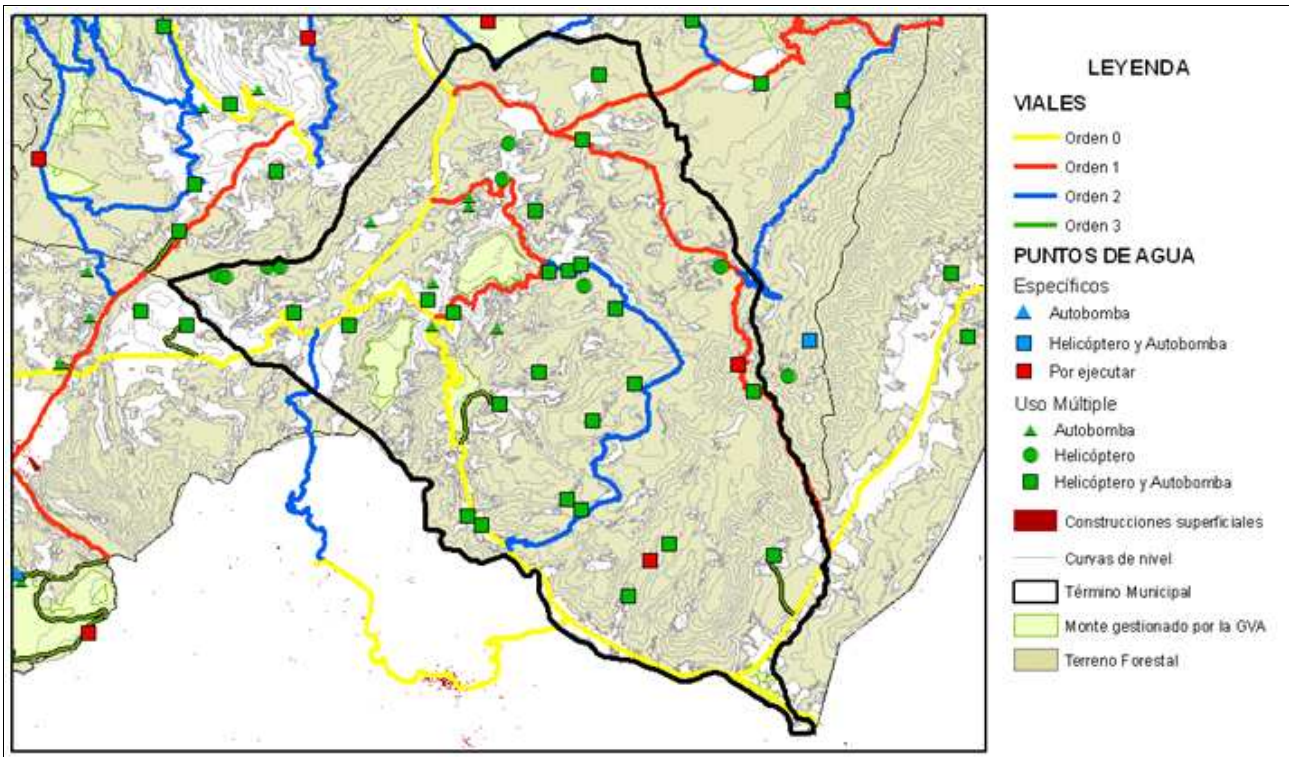 LEYENDA
VIALES
Orden 0
Orden 1
Orden 2
Orden 3
PUNTOS DE AGUA
Específicos
Autobomba
Helicóptero y Autobomba
Por ejecutar
Uso Múltiple
Autobomba
Helicóptero
Helicóptero y Autobomba
Construcciones superficiales
Curvas de nivel
Término Municipal
Monte gestionado por la GVA
Terreno Forestal